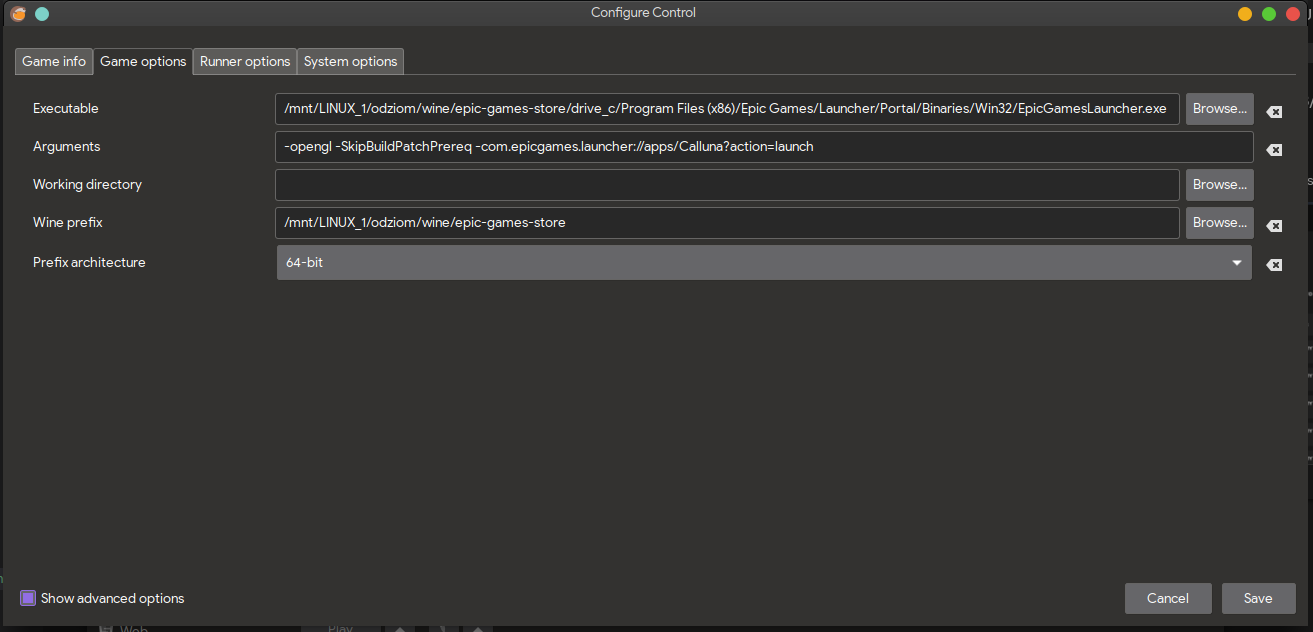 Configure Control
Game info Game options Runner options System options
Executable /mnt/LINUX_1/odziom/wine/epic-games-store/drive_c/Program Files (x86)/Epic Games/Launcher/Portal/Binaries/Win32/EpicGamesLauncher.exe Browse...
Arguments -opengl -SkipBuildPatchPrereq -com.epicgames.launcher://apps/Calluna?action=launch
Working directory Browse...
Wine prefix /mnt/LINUX_1/odziom/wine/epic-games-store Browse...
Prefix architecture 64-bit
Show advanced options Cancel Save
Web Play